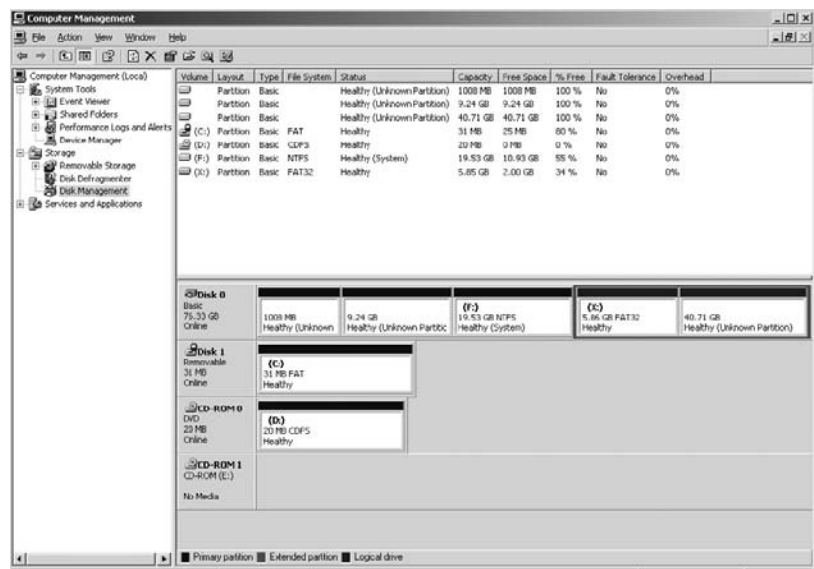 Computer Management
File Action View Window Help
Computer Management (Local)
System Tools
Event Viewer
Shared Folders
Performance Logs and Alerts
Device Manager
Storage
Removable Storage
Disk Defragmenter
Disk Management
Services and Applications
Volume Layout Type File System Status Capacity Free Space % Free Fault Tolerance Overhead
Partition Basic Healthy (Unknown Partition) 1008 MB 1008 MB 100 % No 0%
Partition Basic Healthy (Unknown Partition) 9.24 GB 9.24 GB 100 % No 0%
Partition Basic Healthy (Unknown Partition) 40.71 GB 40.71 GB 100 % No 0%
(C:) Partition Basic FAT Healthy 31 MB 25 MB 80 % No 0%
(D:) Partition Basic CDFS Healthy 20 MB 0 MB 0 % No 0%
(F:) Partition Basic NTFS Healthy (System) 19.53 GB 10.93 GB 55 % No 0%
(X:) Partition Basic FAT32 Healthy 5.85 GB 2.00 GB 34 % No 0%
Disk 0
Basic
GB
Online
1008 MB
Healthy (Unknown
9.24 GB
Healthy (Unknown Partitic
(F:)
19.53 GB NTFS
Healthy (System)
(X:)
5.86 GB FAT32
Healthy
40.71 GB
Healthy (Unknown Partition)
Disk 1
Removable
31 MB
Online
(C:)
31 MB FAT
Healthy
CD-ROM 0
DVD
20 MB
Online
(D:)
20 MB CDFS
Healthy
CD-ROM 1
CD-ROM (E:)
No Media
Primary partition Extended partition Logical drive